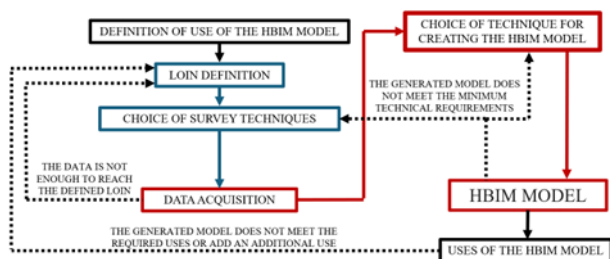 DEFINITION OF USE OF THE HBIM MODEL
CHOICE OF TECHNIQUE FOR
CREATING THE HBIM MODEL
LOIN DEFINITION
THE GENERATED MODEL DOES
NOT MEET THE MINIMUM
TECHNICAL REQUIREMENTS
CHOICE OF SURVEY TECHNIQUES
THE DATA IS NOT
ENOUGH TO REACH
THE DEFINED LOIN
DATA ACQUISITION
HBIM MODEL
THE GENERATED MODEL DOES NOT MEET THE
REQUIRED USES OR ADD AN ADDITIONAL USE
USES OF THE HBIM MODEL